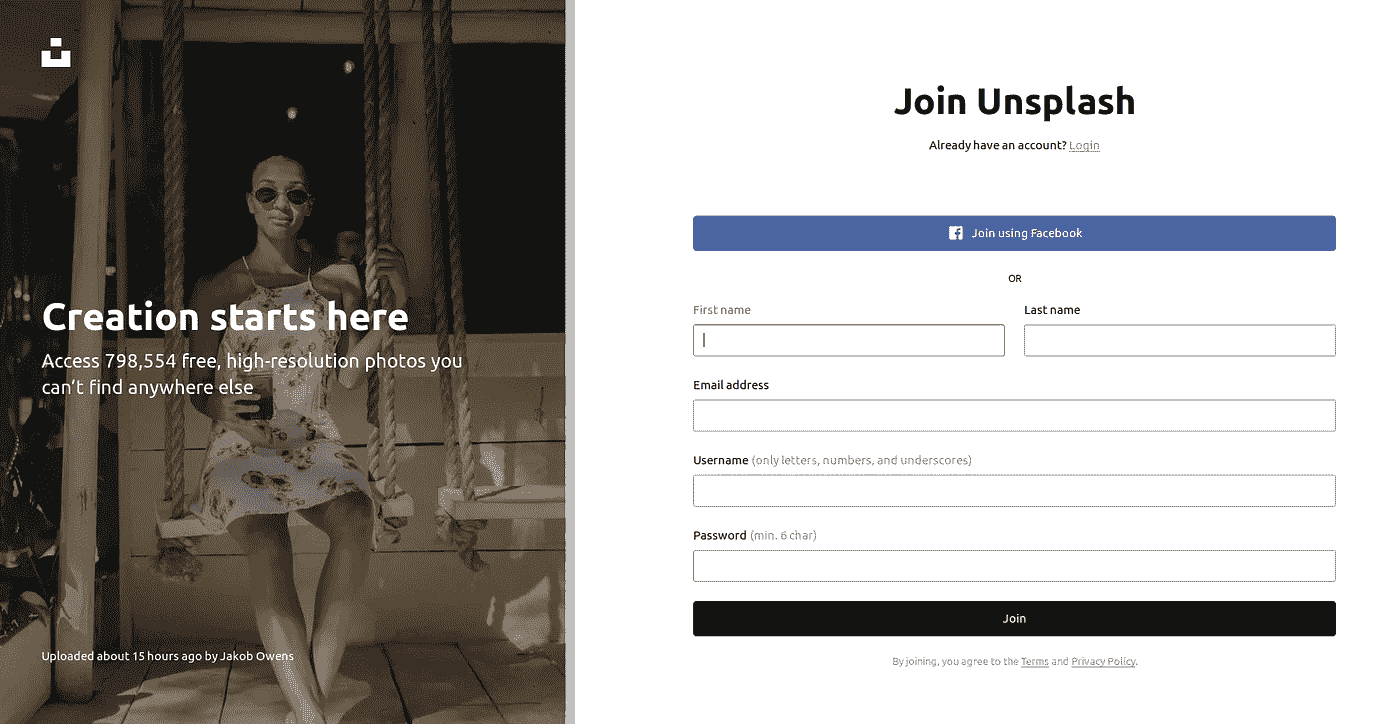 Creation starts here
Access 798,554 free, high-resolution photos you
can't find anywhere else
Uploaded about 15 hours ago by Jakob Owens
Join Unsplash
Already have an account? Login
Join using Facebook
OR
First name
Last name
Email address
Username (only letters, numbers, and underscores)
Password (min. 6 char)
Join
By joining, you agree to the Terms and Privacy Policy.